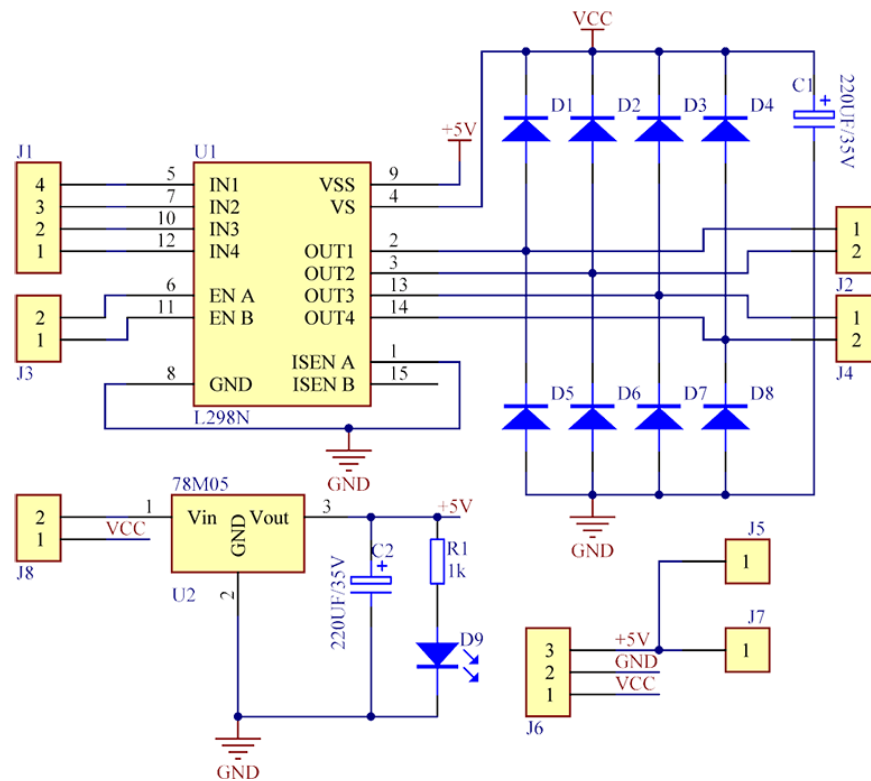 VCC
D1 D2 D3 D4 C1 220UF/35V
+5V
J1 U1
4 5 IN1 VSS 9
3 7 IN2 VS 4
2 10 IN3
1 12 IN4 OUT1 2 1
OUT2 3 2
J2
2 6 EN A OUT3 13 1
1 11 EN B OUT4 14 2
J3 J4
ISEN A 1
8 GND ISEN B 15
D5 D6 D7 D8
L298N
GND
GND
78M05
2 1 Vin Vout 3 +5V
1 VCC
J8 GND 2 U2
C2 220UF/35V
R1
1k
D9
GND
J5
1
J7
3 +5V 1
2 GND
1 VCC
J6